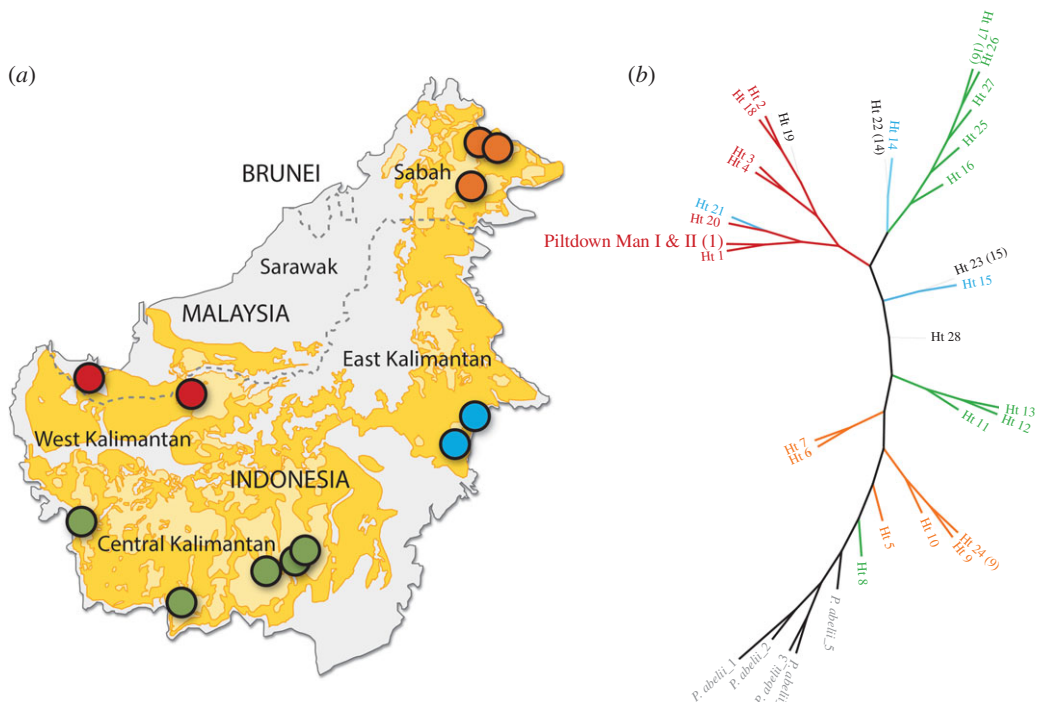 (a)
BRUNEI
Sabah
Sarawak
MALAYSIA
East Kalimantan
West Kalimantan
INDONESIA
Central Kalimantan
(b)
Ht 17 (16)
Ht 26
Ht 27
Ht 25
Ht 16
Ht 14
Ht 22 (14)
Ht 19
Ht 2
Ht 18
Ht 3
Ht 4
Ht 21
Ht 20
Piltdown Man I & II (1)
Ht 1
Ht 23 (15)
Ht 15
Ht 28
Ht 13
Ht 12
Ht 11
Ht 7
Ht 6
Ht 24 (9)
Ht 9
Ht 10
Ht 5
Ht 8
P. abelii_5
P. abelii
P. abelii_3
P. abelii_2
P. abelii_1